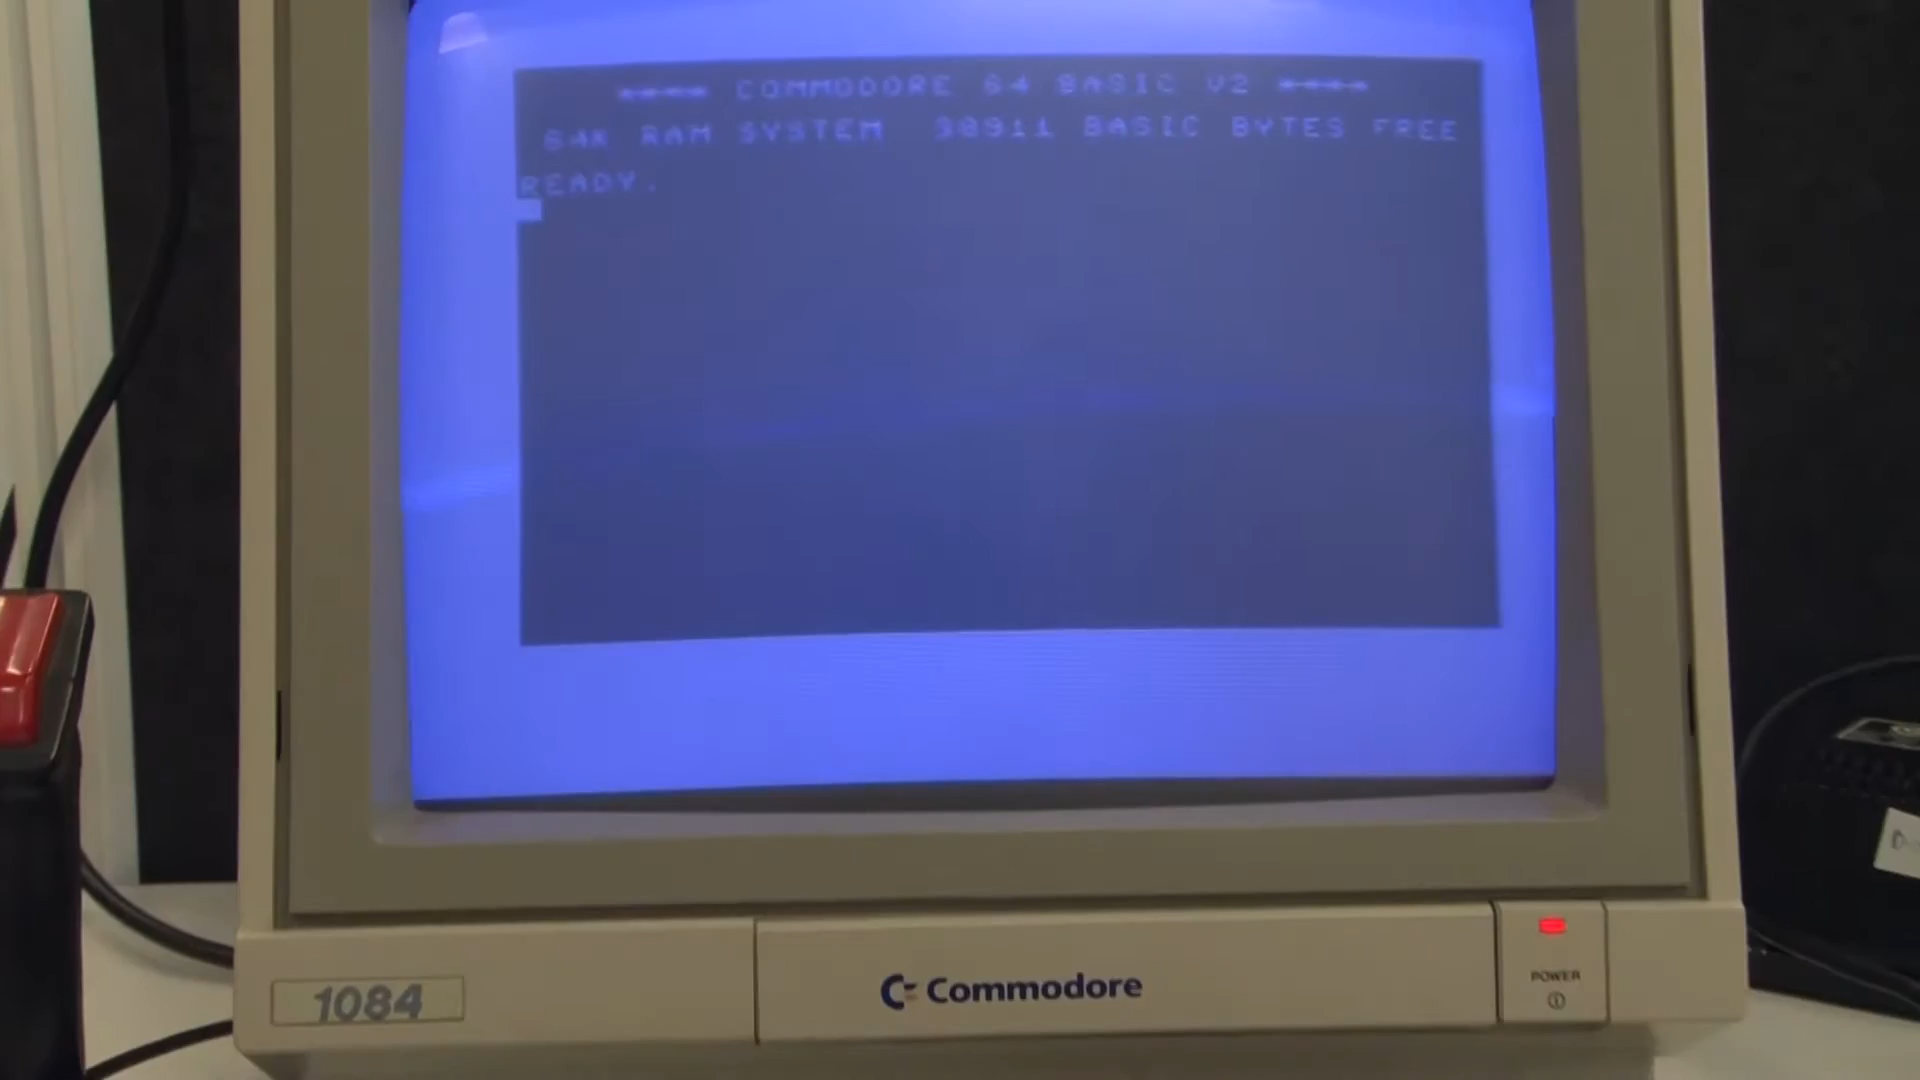 **** COMMODORE 64 BASIC V2 ****
64K RAM SYSTEM 38911 BASIC BYTES FREE
READY.
1084
Commodore
POWER